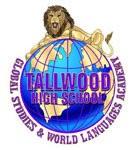 TALLWOOD
HIGH SCHOOL
GLOBAL STUDIES & WORLD LANGUAGES ACADEMY